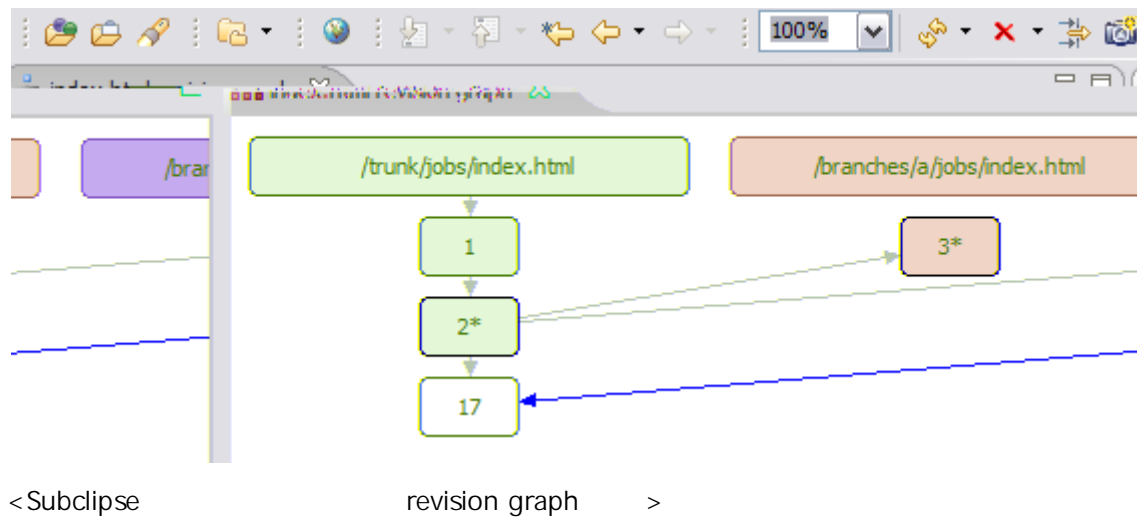 100%
/bran
/trunk/jobs/index.html
/branches/a/jobs/index.html
1
3*
2*
17
<Subclipse revision graph >